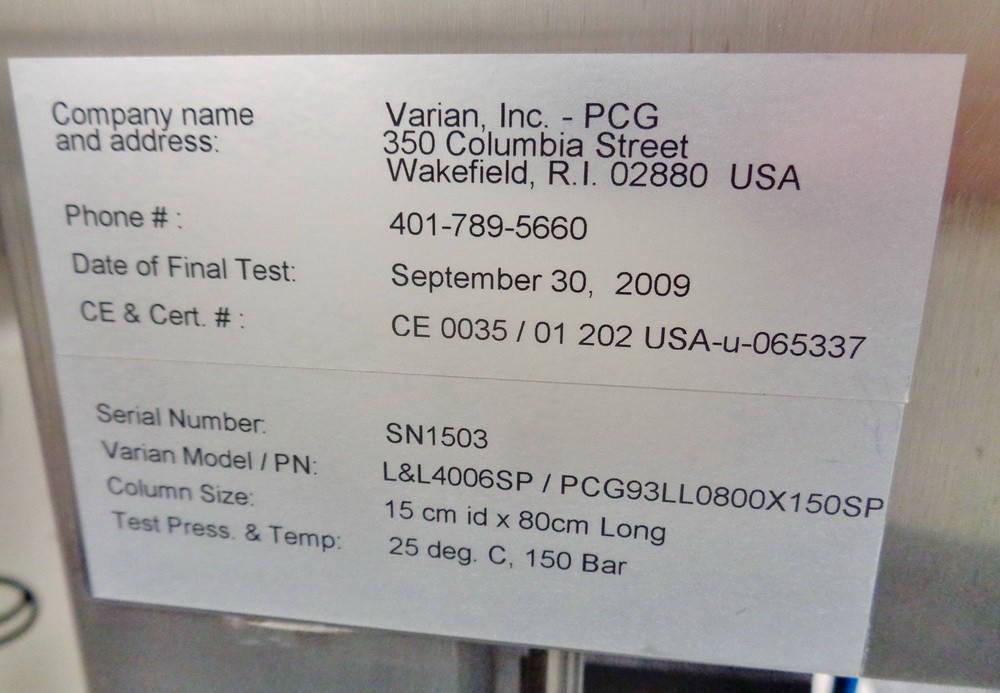 Company name Varian, Inc. - PCG
and address: 350 Columbia Street
Wakefield, R.I. 02880 USA
Phone # : 401-789-5660
Date of Final Test: September 30, 2009
CE & Cert. # : CE 0035 / 01 202 USA-u-065337
Serial Number: SN1503
Varian Model / PN: L&L4006SP / PCG93LL0800X150SP
Column Size: 15 cm id x 80cm Long
Test Press. & Temp: 25 deg. C, 150 Bar